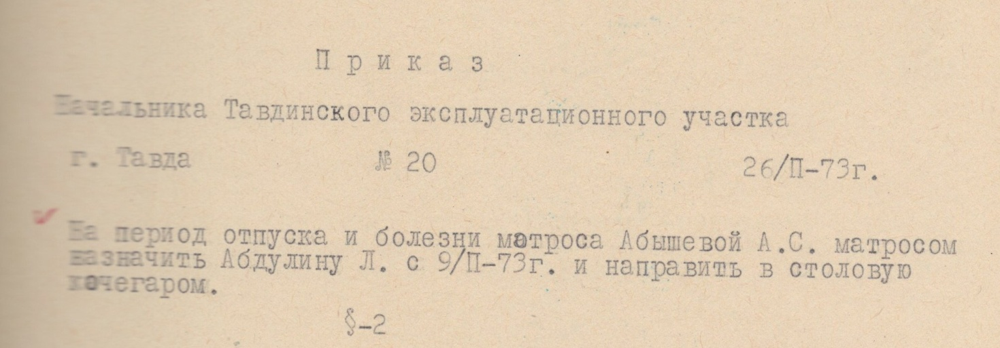 П р и к а з
Начальника Тавдинского эксплуатационного участка
г. Тавда № 20 26/П-73г.
На период отпуска и болезни матроса Абышевой А.С. матросом
назначить Абдулину Л. с 9/П-73г. и направить в столовую
кочегаром.
§-2